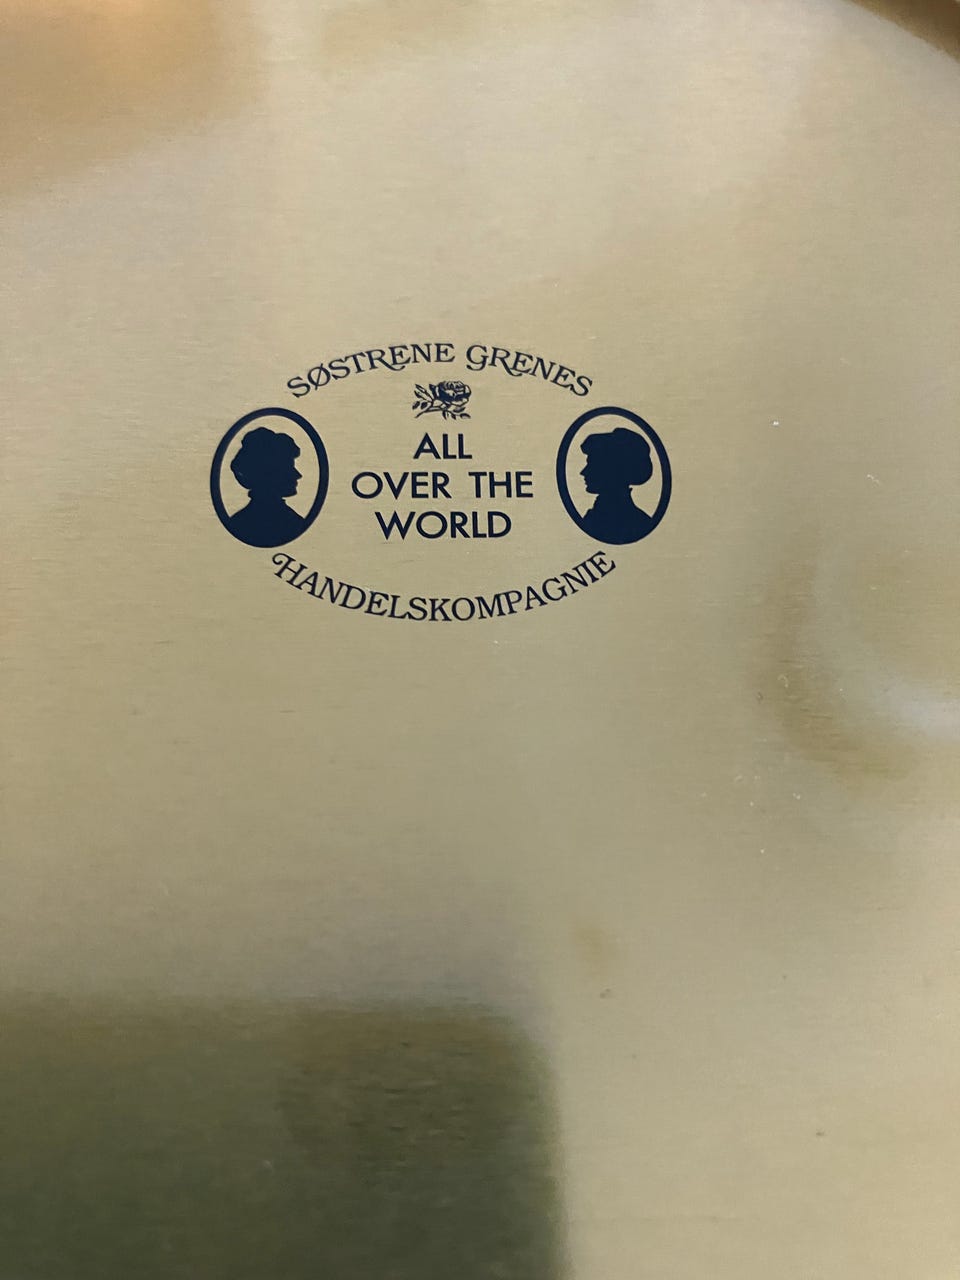 SØSTRENE GRENES
ALL
OVER THE
WORLD
HANDELSKOMPAGNIE